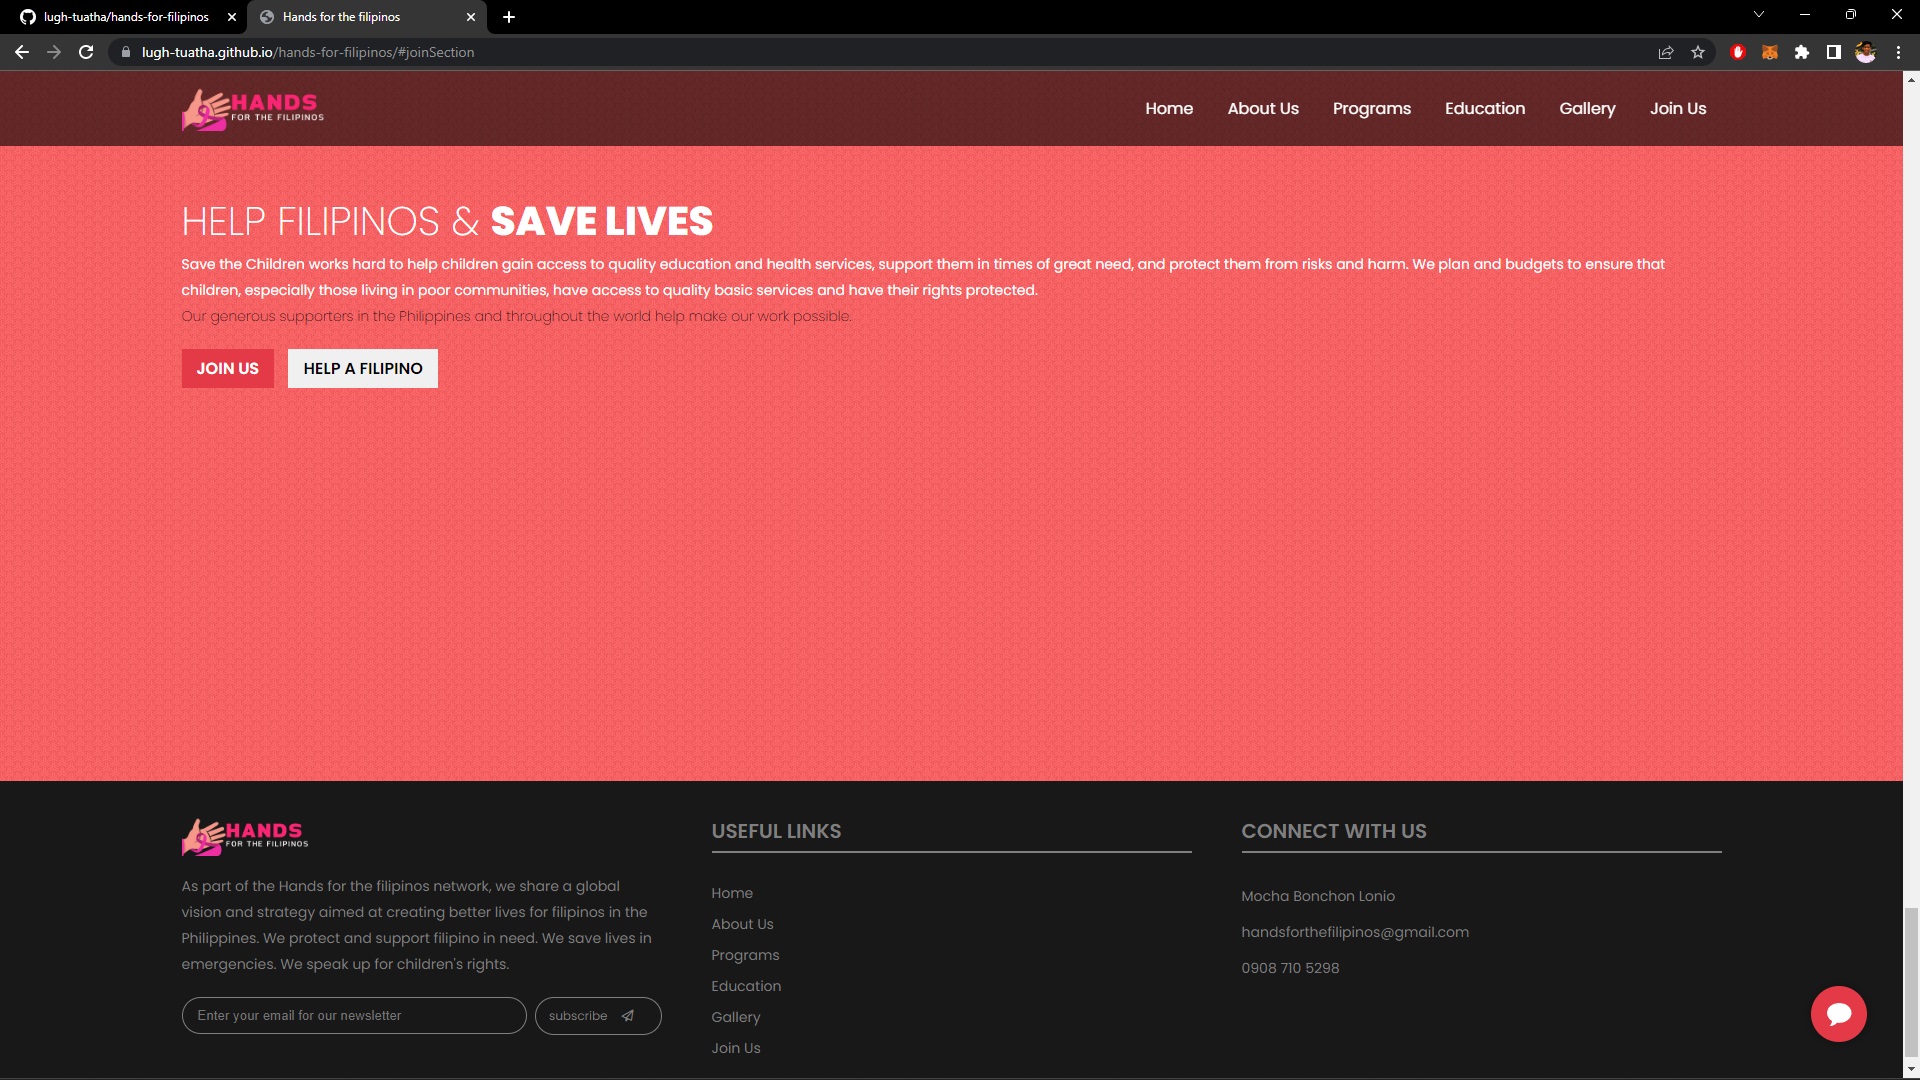 lugh-tuatha/hands-for-filipinos
Hands for the filipinos
lugh-tuatha.github.io/hands-for-filipinos/#joinSection
HANDS
FOR THE FILIPINOS
Home About Us Programs Education Gallery Join Us
HELP FILIPINOS & SAVE LIVES
Save the Children works hard to help children gain access to quality education and health services, support them in times of great need, and protect them from risks and harm. We plan and budgets to ensure that
children, especially those living in poor communities, have access to quality basic services and have their rights protected.
Our generous supporters in the Philippines and throughout the world help make our work possible.
JOIN US HELP A FILIPINO
HANDS
FOR THE FILIPINOS
As part of the Hands for the filipinos network, we share a global
vision and strategy aimed at creating better lives for filipinos in the
Philippines. We protect and support filipino in need. We save lives in
emergencies. We speak up for children's rights.
Enter your email for our newsletter subscribe
USEFUL LINKS
Home
About Us
Programs
Education
Gallery
Join Us
CONNECT WITH US
Mocha Bonchon Lonio
handsforthefilipinos@gmail.com
0908 710 5298